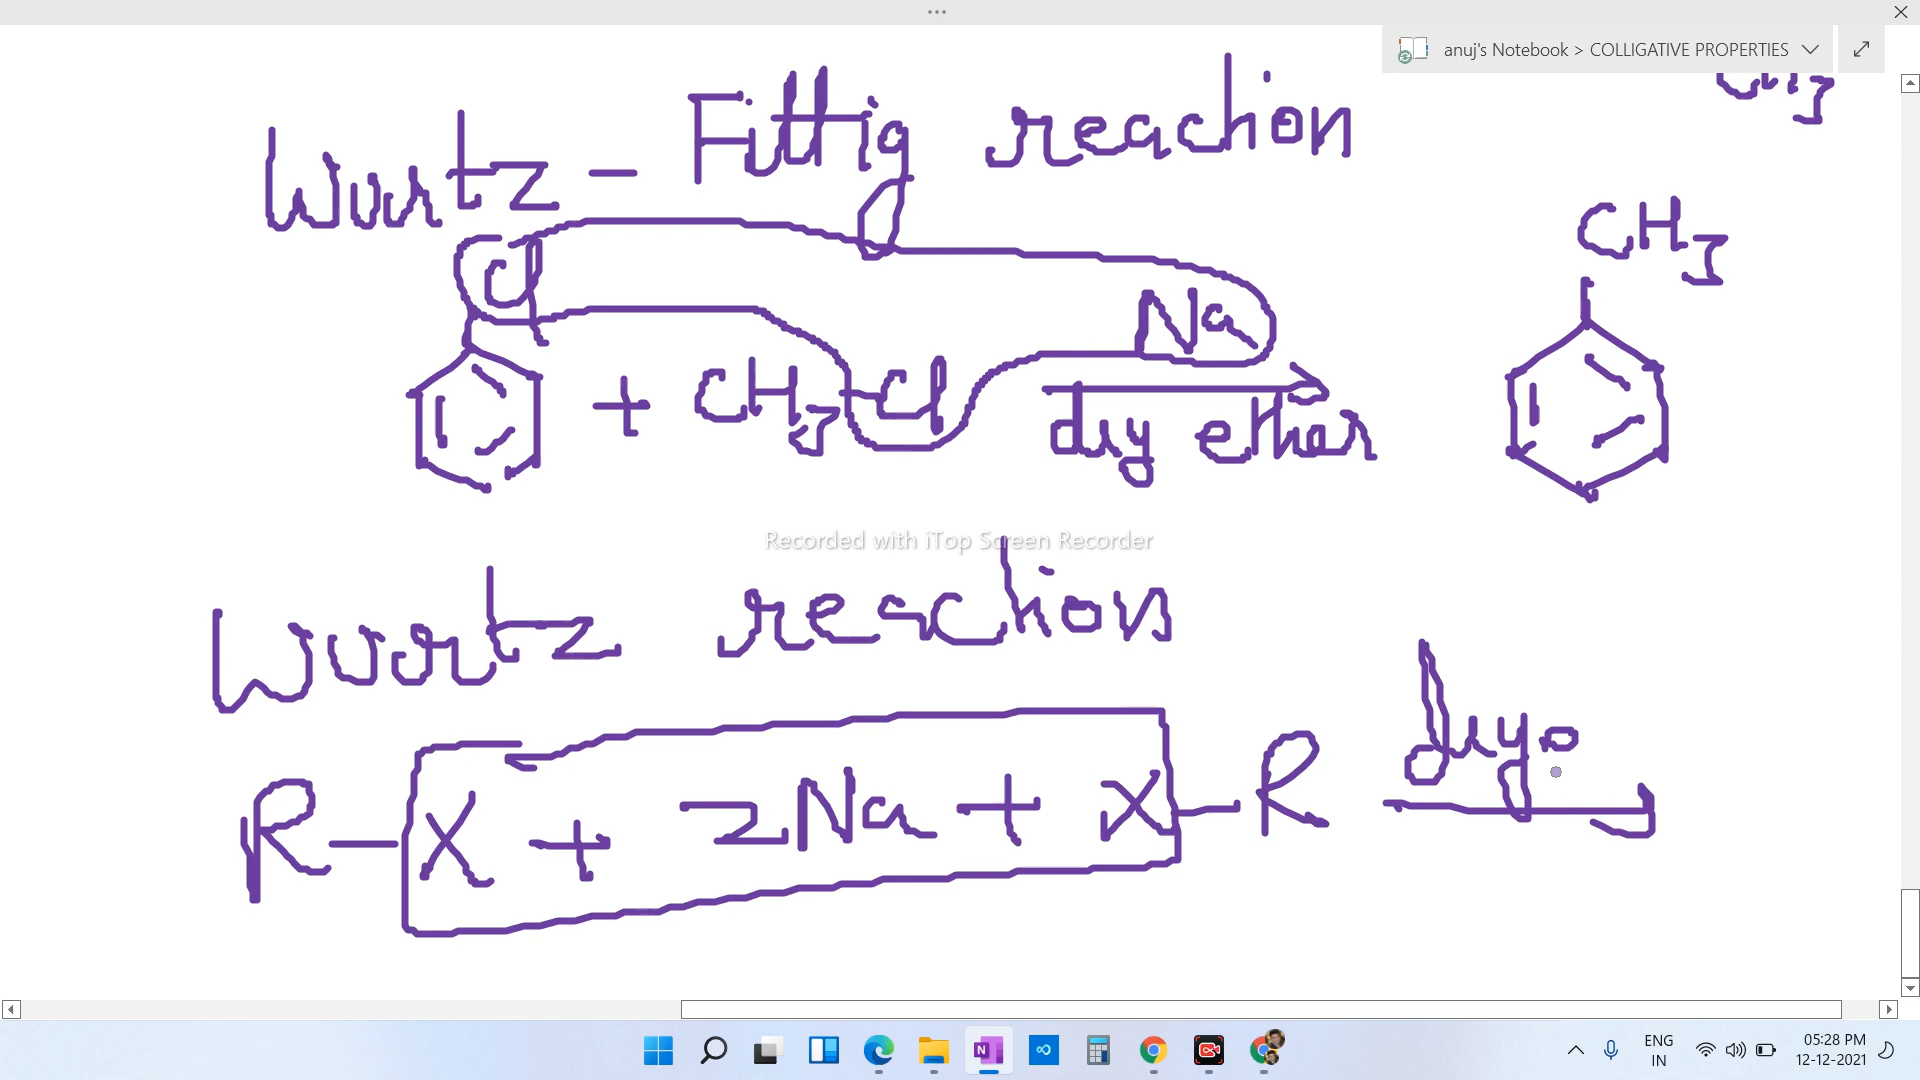 anuj's Notebook > COLLIGATIVE PROPERTIES
CH3
Wurtz - Fittig reaction
CH3
Cl
Na
+ CH3-Cl
dry ether
Recorded with iTop Screen Recorder
Wurtz reaction
dry
R-X + 2Na + X-R
ENG
IN
05:28 PM
12-12-2021